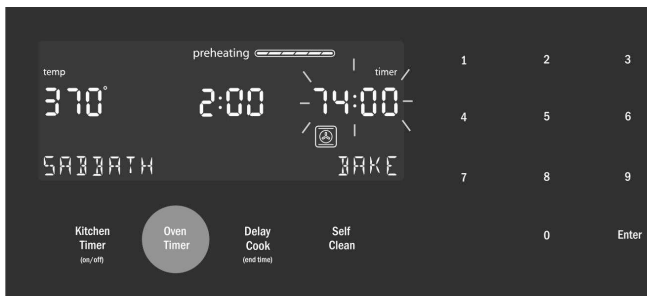 preheating
temp
timer
370°
2:00
74:00
SABBATH
BAKE
1 2 3
4 5 6
7 8 9
0 Enter
Kitchen
Timer
(on/off)
Oven
Timer
Delay
Cook
(end time)
Self
Clean